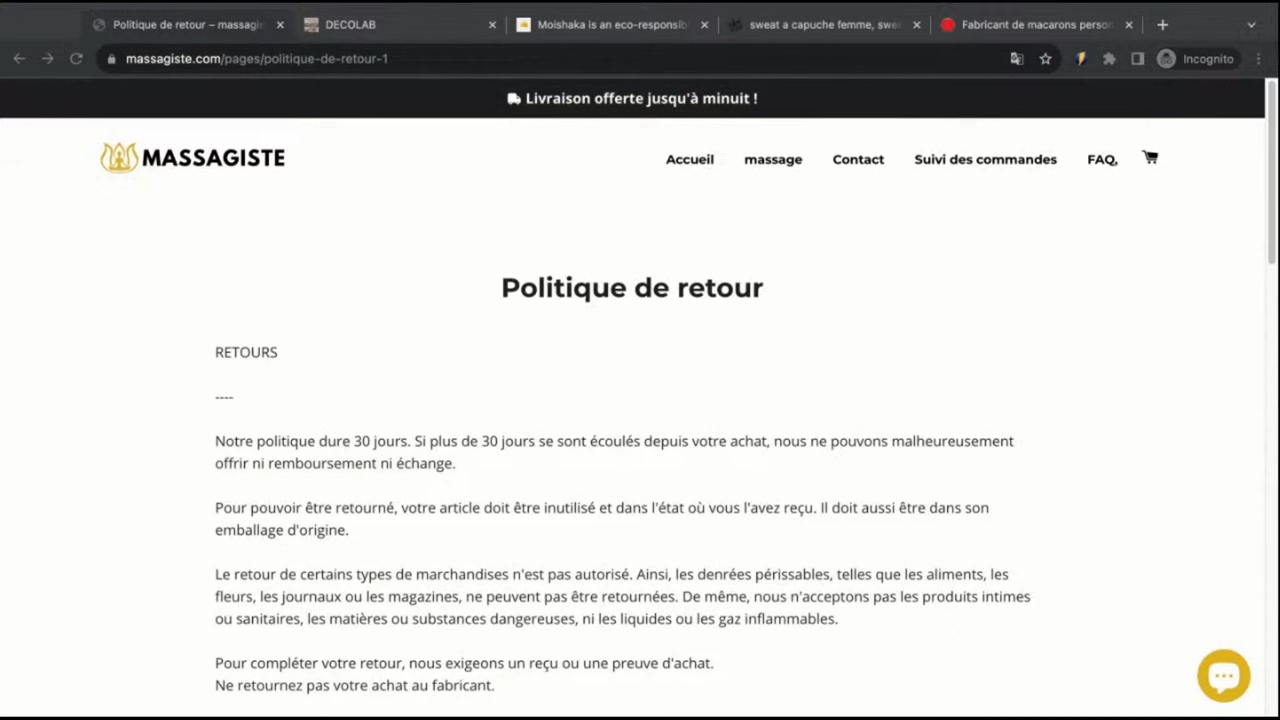 Politique de retour – massagis
DECOLAB
Moishaka is an eco-responsib
sweat a capuche femme, swe
Fabricant de macarons person
massagiste.com/pages/politique-de-retour-1
Incognito
Livraison offerte jusqu'à minuit !
MASSAGISTE
Accueil
massage
Contact
Suivi des commandes
FAQ,
Politique de retour
RETOURS
----
Notre politique dure 30 jours. Si plus de 30 jours se sont écoulés depuis votre achat, nous ne pouvons malheureusement
offrir ni remboursement ni échange.
Pour pouvoir être retourné, votre article doit être inutilisé et dans l'état où vous l'avez reçu. Il doit aussi être dans son
emballage d'origine.
Le retour de certains types de marchandises n'est pas autorisé. Ainsi, les denrées périssables, telles que les aliments, les
fleurs, les journaux ou les magazines, ne peuvent pas être retournées. De même, nous n'acceptons pas les produits intimes
ou sanitaires, les matières ou substances dangereuses, ni les liquides ou les gaz inflammables.
Pour compléter votre retour, nous exigeons un reçu ou une preuve d'achat.
Ne retournez pas votre achat au fabricant.